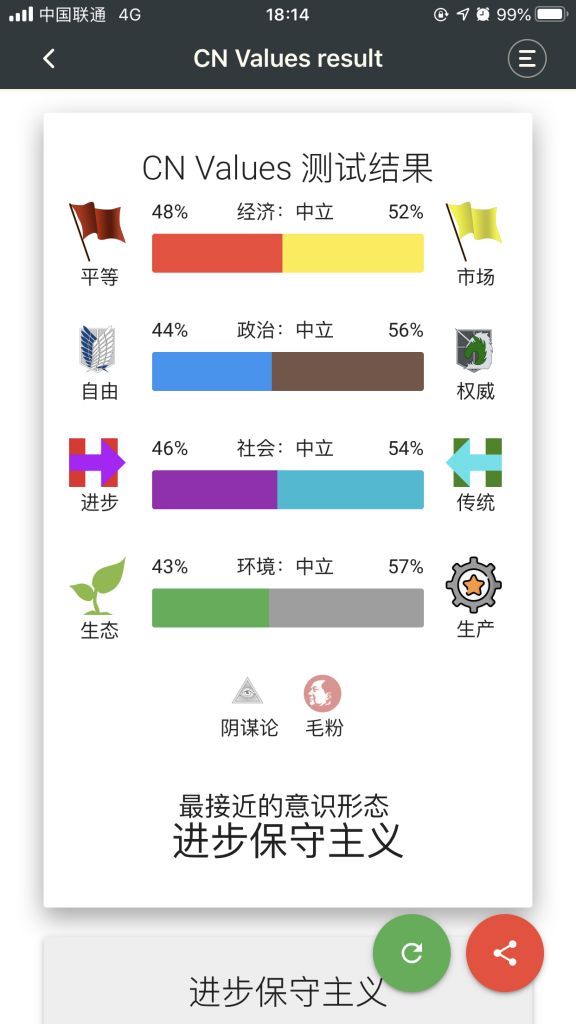 中国联通 4G 18:14 99%
CN Values result
CN Values 测试结果
48% 经济：中立 52%
平等 市场
44% 政治：中立 56%
自由 权威
46% 社会：中立 54%
进步 传统
43% 环境：中立 57%
生态 生产
阴谋论 毛粉
最接近的意识形态
进步保守主义
进步保守主义